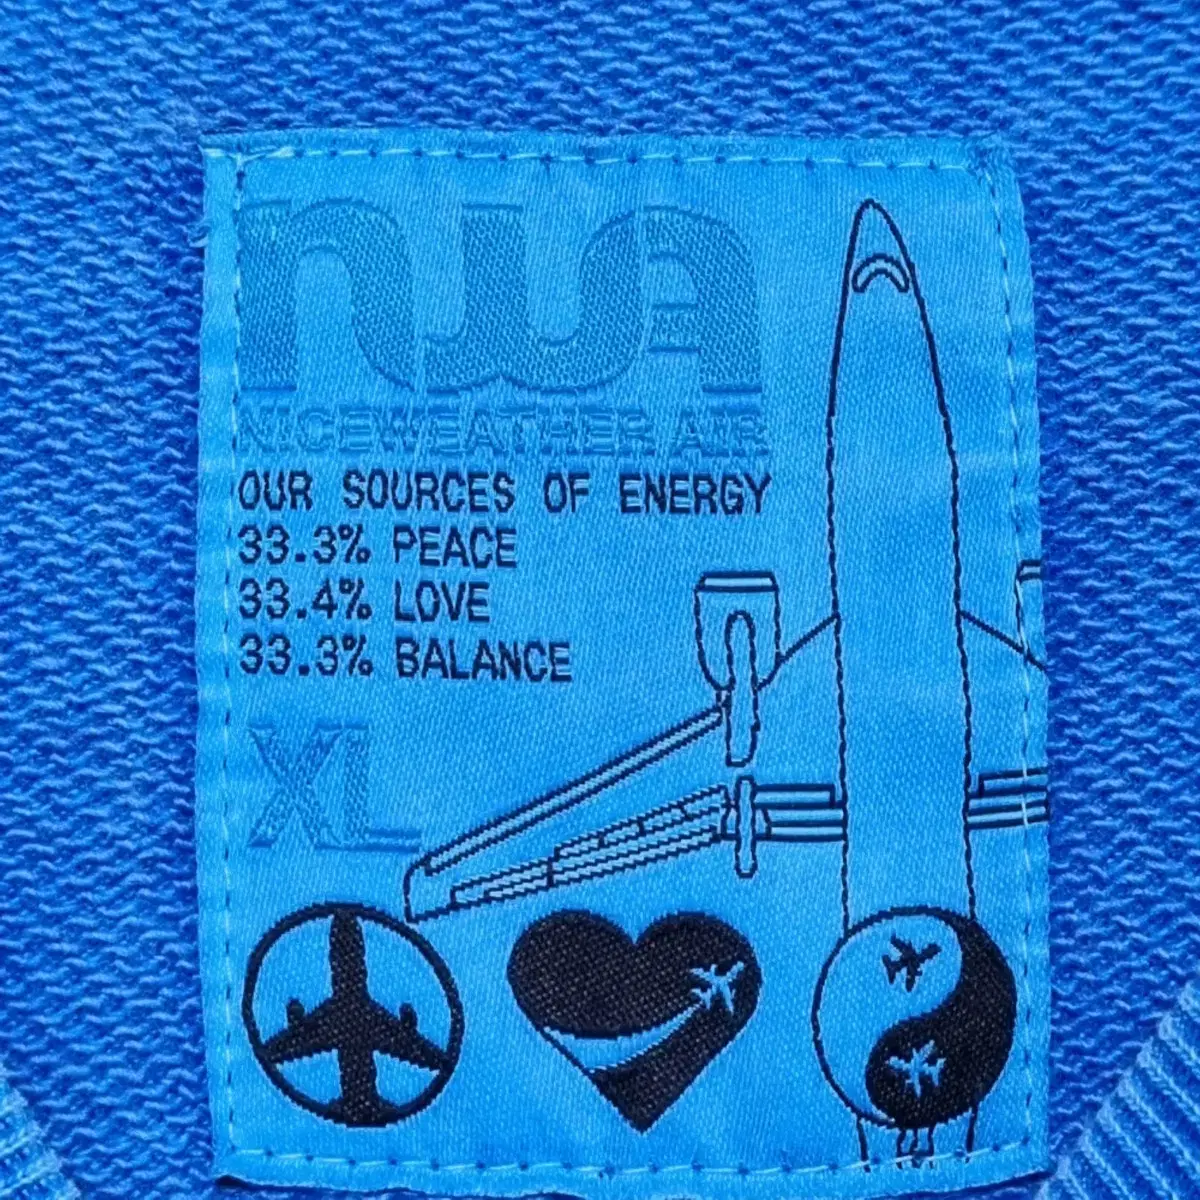 nwa
NICEWEATHER AIR
OUR SOURCES OF ENERGY
33.3% PEACE
33.4% LOVE
33.3% BALANCE
XL